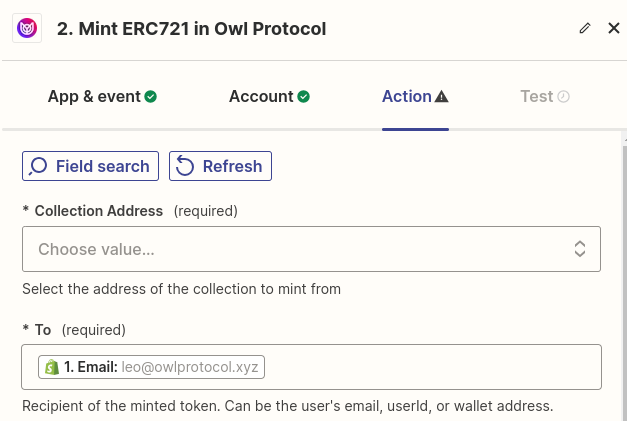 2. Mint ERC721 in Owl Protocol
App & event Account Action Test
Field search Refresh
* Collection Address (required)
Choose value...
Select the address of the collection to mint from
* To (required)
1. Email: leo@owlprotocol.xyz
Recipient of the minted token. Can be the user's email, userId, or wallet address.